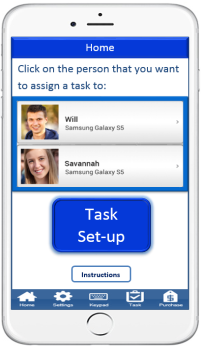 Home
Click on the person that you want
to assign a task to:
Will
Samsung Galaxy S5
Savannah
Samsung Galaxy S5
Task
Set-up
Instructions
Home Settings Keypad Task Purchase